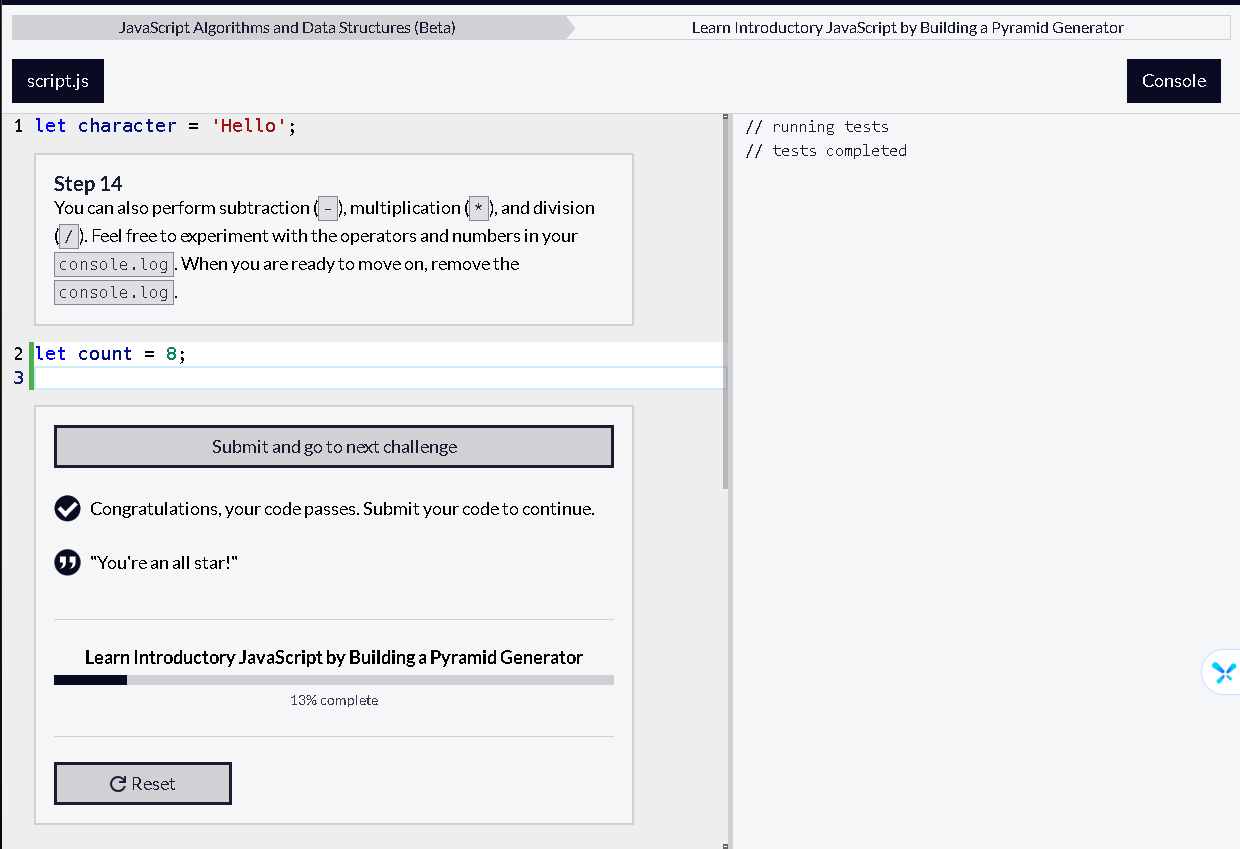 JavaScript Algorithms and Data Structures (Beta)
Learn Introductory JavaScript by Building a Pyramid Generator
script.js
Console
1 let character = 'Hello';
// running tests
// tests completed
Step 14
You can also perform subtraction ( - ), multiplication ( * ), and division
( / ). Feel free to experiment with the operators and numbers in your
console.log . When you are ready to move on, remove the
console.log .
2 let count = 8;
3
Submit and go to next challenge
Congratulations, your code passes. Submit your code to continue.
"You're an all star!"
Learn Introductory JavaScript by Building a Pyramid Generator
13% complete
Reset